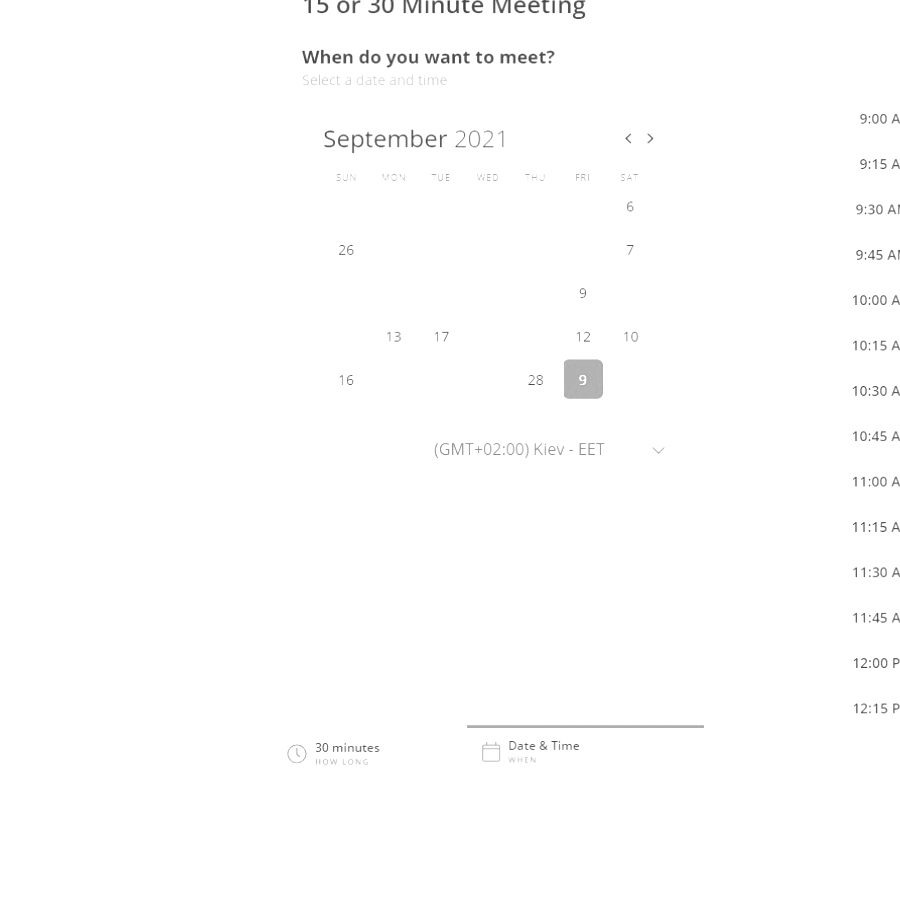 15 or 30 Minute Meeting
When do you want to meet?
Select a date and time
September 2021
SUN MON TUE WED THU FRI SAT
6
26 7
9
13 17 12 10
16 28 9
(GMT+02:00) Kiev - EET
30 minutes
HOW LONG
Date & Time
WHEN
9:00 A
9:15 A
9:30 AM
9:45 AM
10:00 A
10:15 A
10:30 A
10:45 A
11:00 A
11:15 A
11:30 A
11:45 A
12:00 P
12:15 P